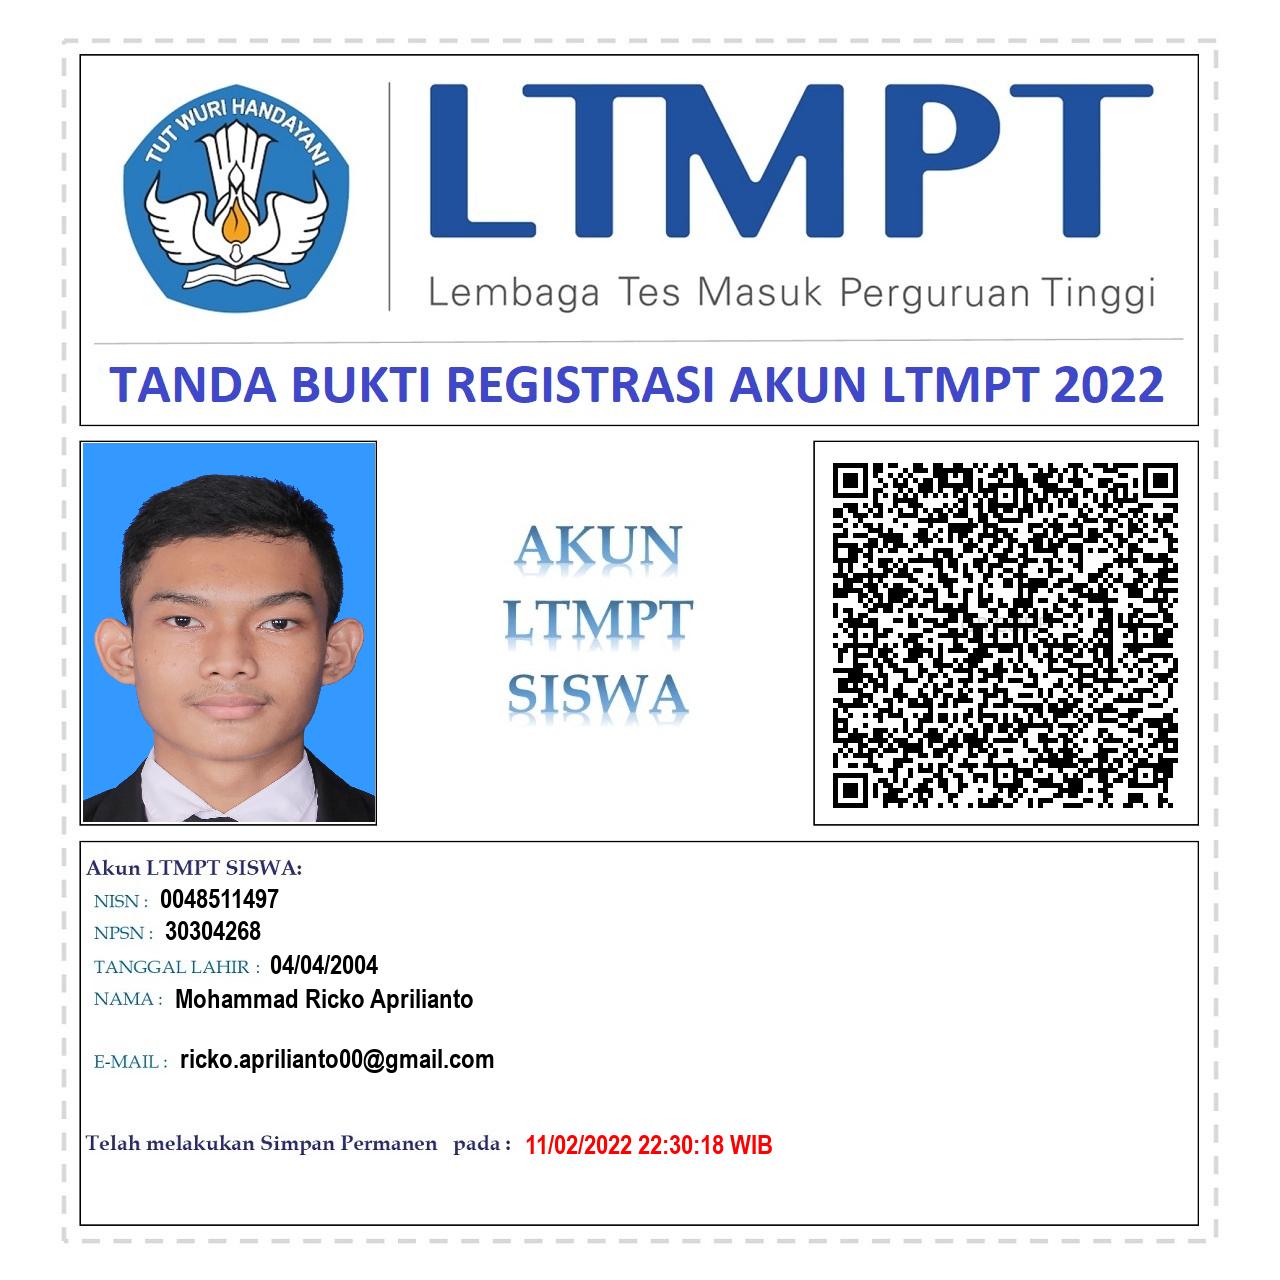 TUT WURI HANDAYANI
LTMPT
Lembaga Tes Masuk Perguruan Tinggi
TANDA BUKTI REGISTRASI AKUN LTMPT 2022
AKUN
LTMPT
SISWA
Akun LTMPT SISWA:
NISN : 0048511497
NPSN : 30304268
TANGGAL LAHIR : 04/04/2004
NAMA : Mohammad Ricko Aprilianto
E-MAIL : ricko.aprilianto00@gmail.com
Telah melakukan Simpan Permanen pada : 11/02/2022 22:30:18 WIB